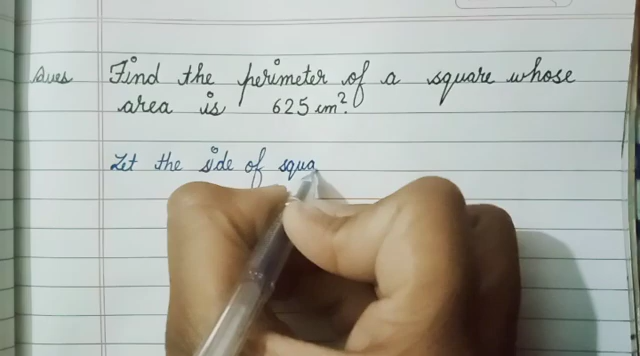 Ques Find the perimeter of a square whose
area is 625 cm².
Let the side of squa